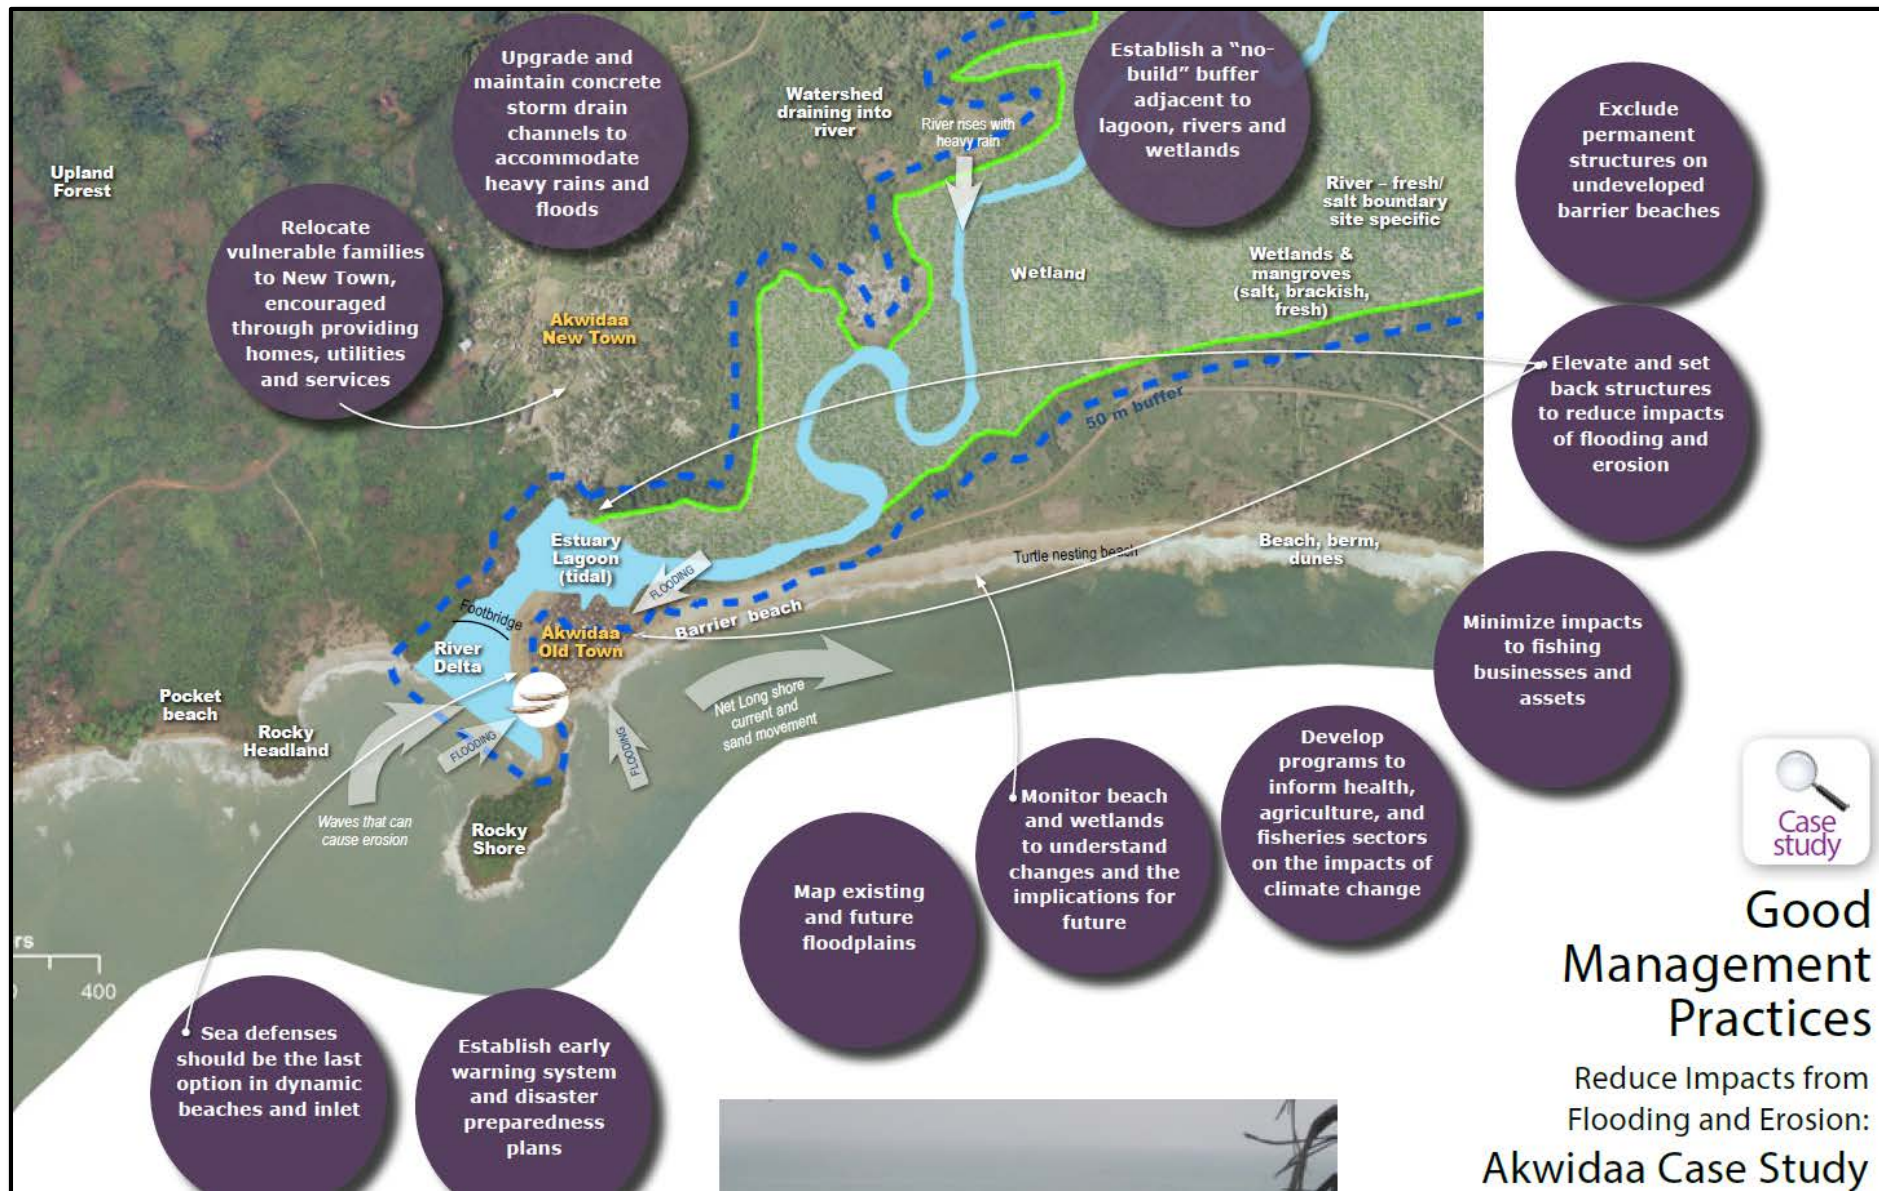 Upgrade and
maintain concrete
storm drain
channels to
accommodate
heavy rains and
floods
Watershed
draining into
river
River rises with
heavy rain
Establish a “no-
build” buffer
adjacent to
lagoon, rivers and
wetlands
Exclude
permanent
structures on
undeveloped
barrier beaches
Upland
Forest
Relocate
vulnerable families
to New Town,
encouraged
through providing
homes, utilities
and services
River – fresh/
salt boundary
site specific
Wetland
Wetlands &
mangroves
(salt, brackish,
fresh)
Akwidaa
New Town
50 m buffer
Elevate and set
back structures
to reduce impacts
of flooding and
erosion
Estuary
Lagoon
(tidal)
FLOODING
Turtle nesting beach
Beach, berm,
dunes
Footbridge
Akwidaa
Old Town
Barrier beach
River
Delta
Minimize impacts
to fishing
businesses and
assets
Pocket
beach
Rocky
Headland
FLOODING
FLOODING
Net Long shore
current and
sand movement
Waves that can
cause erosion
Rocky
Shore
Develop
programs to
inform health,
agriculture, and
fisheries sectors
on the impacts of
climate change
Monitor beach
and wetlands
to understand
changes and the
implications for
future
Map existing
and future
floodplains
Case
study
rs
400
Sea defenses
should be the last
option in dynamic
beaches and inlet
Establish early
warning system
and disaster
preparedness
plans
Good
Management
Practices
Reduce Impacts from
Flooding and Erosion:
Akwidaa Case Study